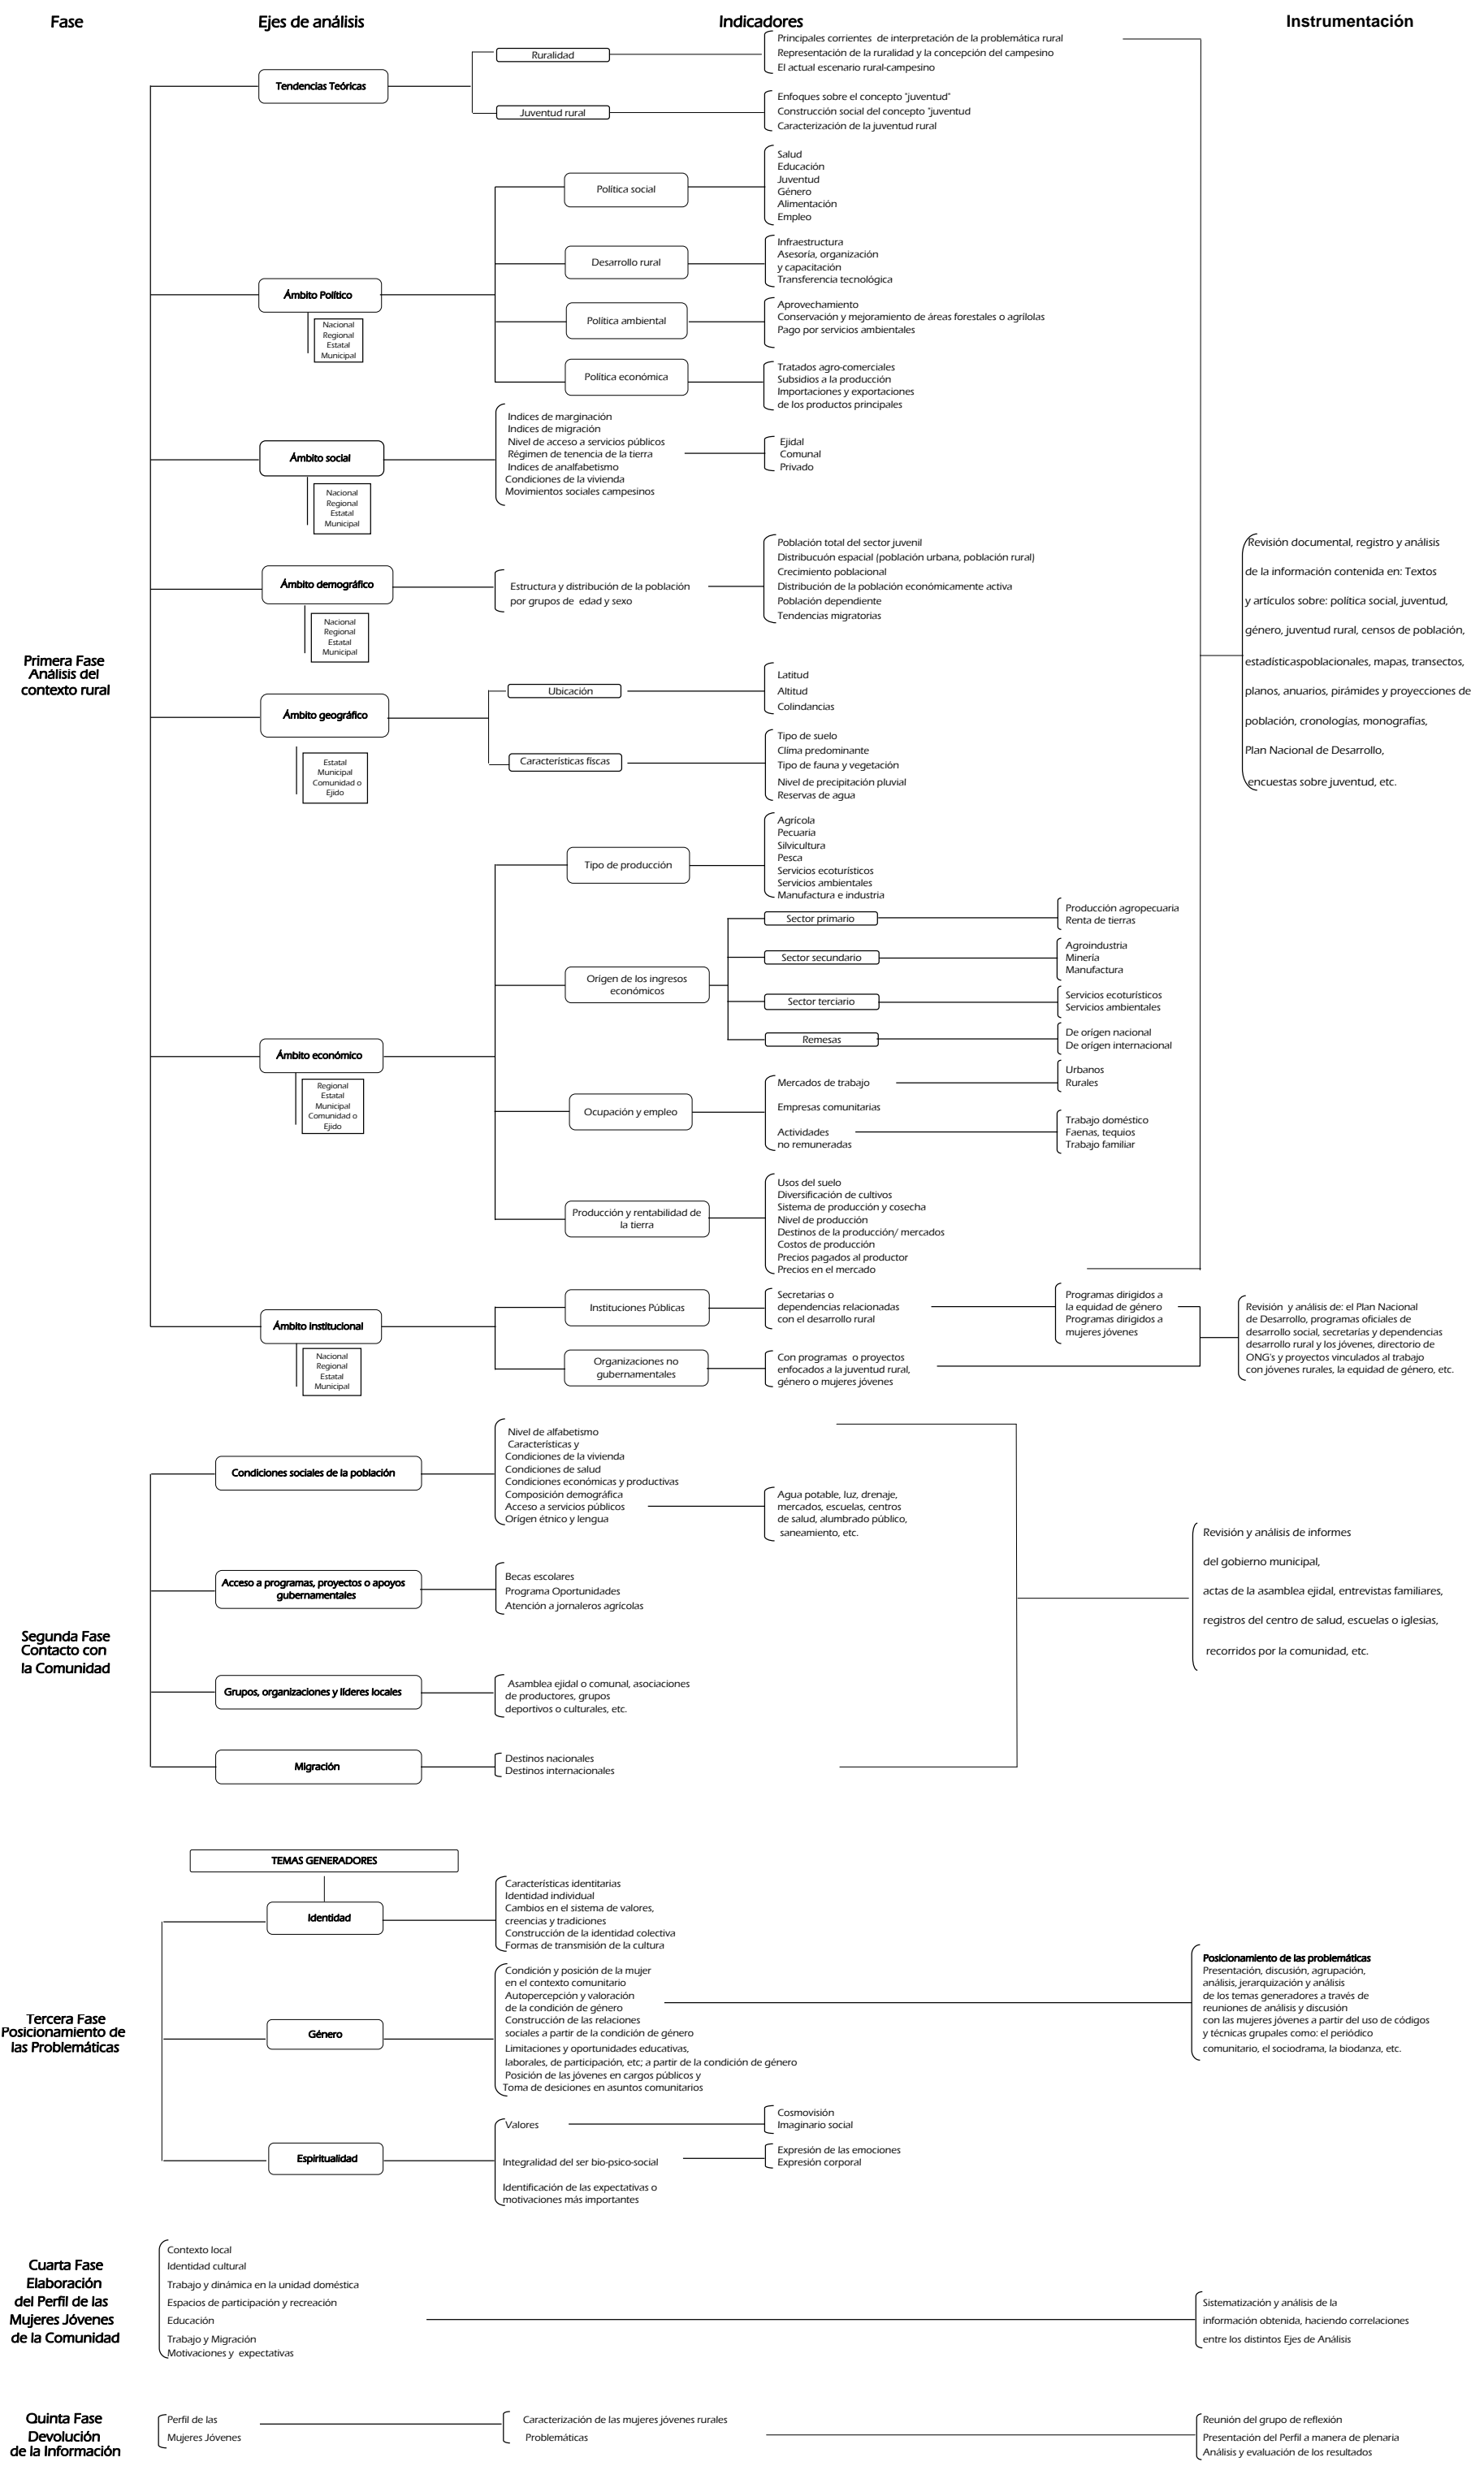 Fase
Ejes de análisis
Indicadores
Instrumentación
Primera Fase
Análisis del
contexto rural
Tendencias Teóricas
Ruralidad
Principales corrientes de interpretación de la problemática rural
Representación de la ruralidad y la concepción del campesino
El actual escenario rural-campesino
Juventud rural
Enfoques sobre el concepto "juventud"
Construcción social del concepto "juventud
Caracterización de la juventud rural
Ámbito Político
Nacional
Regional
Estatal
Municipal
Política social
Salud
Educación
Juventud
Género
Alimentación
Empleo
Desarrollo rural
Infraestructura
Asesoría, organización
y capacitación
Transferencia tecnológica
Política ambiental
Aprovechamiento
Conservación y mejoramiento de áreas forestales o agrílolas
Pago por servicios ambientales
Política económica
Tratados agro-comerciales
Subsidios a la producción
Importaciones y exportaciones
de los productos principales
Ámbito social
Nacional
Regional
Estatal
Municipal
Indices de marginación
Indices de migración
Nivel de acceso a servicios públicos
Régimen de tenencia de la tierra
Indices de analfabetismo
Condiciones de la vivienda
Movimientos sociales campesinos
Ejidal
Comunal
Privado
Ámbito demográfico
Nacional
Regional
Estatal
Municipal
Estructura y distribución de la población
por grupos de edad y sexo
Población total del sector juvenil
Distribucuón espacial (población urbana, población rural)
Crecimiento poblacional
Distribución de la población económicamente activa
Población dependiente
Tendencias migratorias
Ámbito geográfico
Estatal
Municipal
Comunidad o
Ejido
Ubicación
Latitud
Altitud
Colindancias
Características físcas
Tipo de suelo
Clima predominante
Tipo de fauna y vegetación
Nivel de precipitación pluvial
Reservas de agua
Ámbito económico
Regional
Estatal
Municipal
Comunidad o
Ejido
Tipo de producción
Agrícola
Pecuaria
Silvicultura
Pesca
Servicios ecoturísticos
Servicios ambientales
Manufactura e industria
Orígen de los ingresos
económicos
Sector primario
Producción agropecuaria
Renta de tierras
Sector secundario
Agroindustria
Minería
Manufactura
Sector terciario
Servicios ecoturísticos
Servicios ambientales
Remesas
De orígen nacional
De orígen internacional
Ocupación y empleo
Mercados de trabajo
Urbanos
Rurales
Empresas comunitarias
Actividades
no remuneradas
Trabajo doméstico
Faenas, tequios
Trabajo familiar
Producción y rentabilidad de
la tierra
Usos del suelo
Diversificación de cultivos
Sistema de producción y cosecha
Nivel de producción
Destinos de la producción/ mercados
Costos de producción
Precios pagados al productor
Precios en el mercado
Revisión documental, registro y análisis
de la información contenida en: Textos
y artículos sobre: política social, juventud,
género, juventud rural, censos de población,
estadísticaspoblacionales, mapas, transectos,
planos, anuarios, pirámides y proyecciones de
población, cronologías, monografías,
Plan Nacional de Desarrollo,
encuestas sobre juventud, etc.
Ámbito institucional
Nacional
Regional
Estatal
Municipal
Instituciones Públicas
Secretarias o
dependencias relacionadas
con el desarrollo rural
Programas dirigidos a
la equidad de género
Programas dirigidos a
mujeres jóvenes
Organizaciones no
gubernamentales
Con programas o proyectos
enfocados a la juventud rural,
género o mujeres jóvenes
Revisión y análisis de: el Plan Nacional
de Desarrollo, programas oficiales de
desarrollo social, secretarias y dependencias
desarrollo rural y los jóvenes, directorio de
ONG's y proyectos vinculados al trabajo
con jóvenes rurales, la equidad de género, etc.
Segunda Fase
Contacto con
la Comunidad
Condiciones sociales de la población
Nivel de alfabetismo
Características y
Condiciones de la vivienda
Condiciones de salud
Condiciones económicas y productivas
Composición demográfica
Acceso a servicios públicos
Orígen étnico y lengua
Agua potable, luz, drenaje,
mercados, escuelas, centros
de salud, alumbrado público,
saneamiento, etc.
Acceso a programas, proyectos o apoyos
gubernamentales
Becas escolares
Programa Oportunidades
Atención a jornaleros agrícolas
Grupos, organizaciones y líderes locales
Asamblea ejidal o comunal, asociaciones
de productores, grupos
deportivos o culturales, etc.
Migración
Destinos nacionales
Destinos internacionales
Revisión y análisis de informes
del gobierno municipal,
actas de la asamblea ejidal, entrevistas familiares,
registros del centro de salud, escuelas o iglesias,
recorridos por la comunidad, etc.
Tercera Fase
Posicionamiento de
las Problemáticas
TEMAS GENERADORES
Identidad
Características identitarias
Identidad individual
Cambios en el sistema de valores,
creencias y tradiciones
Construcción de la identidad colectiva
Formas de transmisión de la cultura
Género
Condición y posición de la mujer
en el contexto comunitario
Autopercepción y valoración
de la condición de género
Construcción de las relaciones
sociales a partir de la condición de género
Limitaciones y oportunidades educativas,
laborales, de participación, etc; a partir de la condición de género
Posición de las jóvenes en cargos públicos y
Toma de desiciones en asuntos comunitarios
Espiritualidad
Valores
Cosmovisión
Imaginario social
Integralidad del ser bio-psico-social
Expresión de las emociones
Expresión corporal
Identificación de las expectativas o
motivaciones más importantes
Posicionamiento de las problemáticas
Presentación, discusión, agrupación,
análisis, jerarquización y análisis
de los temas generadores a través de
reuniones de análisis y discusión
con las mujeres jóvenes a partir del uso de códigos
y técnicas grupales como: el periódico
comunitario, el sociodrama, la biodanza, etc.
Cuarta Fase
Elaboración
del Perfil de las
Mujeres Jóvenes
de la Comunidad
Contexto local
Identidad cultural
Trabajo y dinámica en la unidad doméstica
Espacios de participación y recreación
Educación
Trabajo y Migración
Motivaciones y expectativas
Sistematización y análisis de la
información obtenida, haciendo correlaciones
entre los distintos Ejes de Análisis
Quinta Fase
Devolución
de la Información
Perfil de las
Mujeres Jóvenes
Caracterización de las mujeres jóvenes rurales
Problemáticas
Reunión del grupo de reflexión
Presentación del Perfil a manera de plenaria
Análisis y evaluación de los resultados